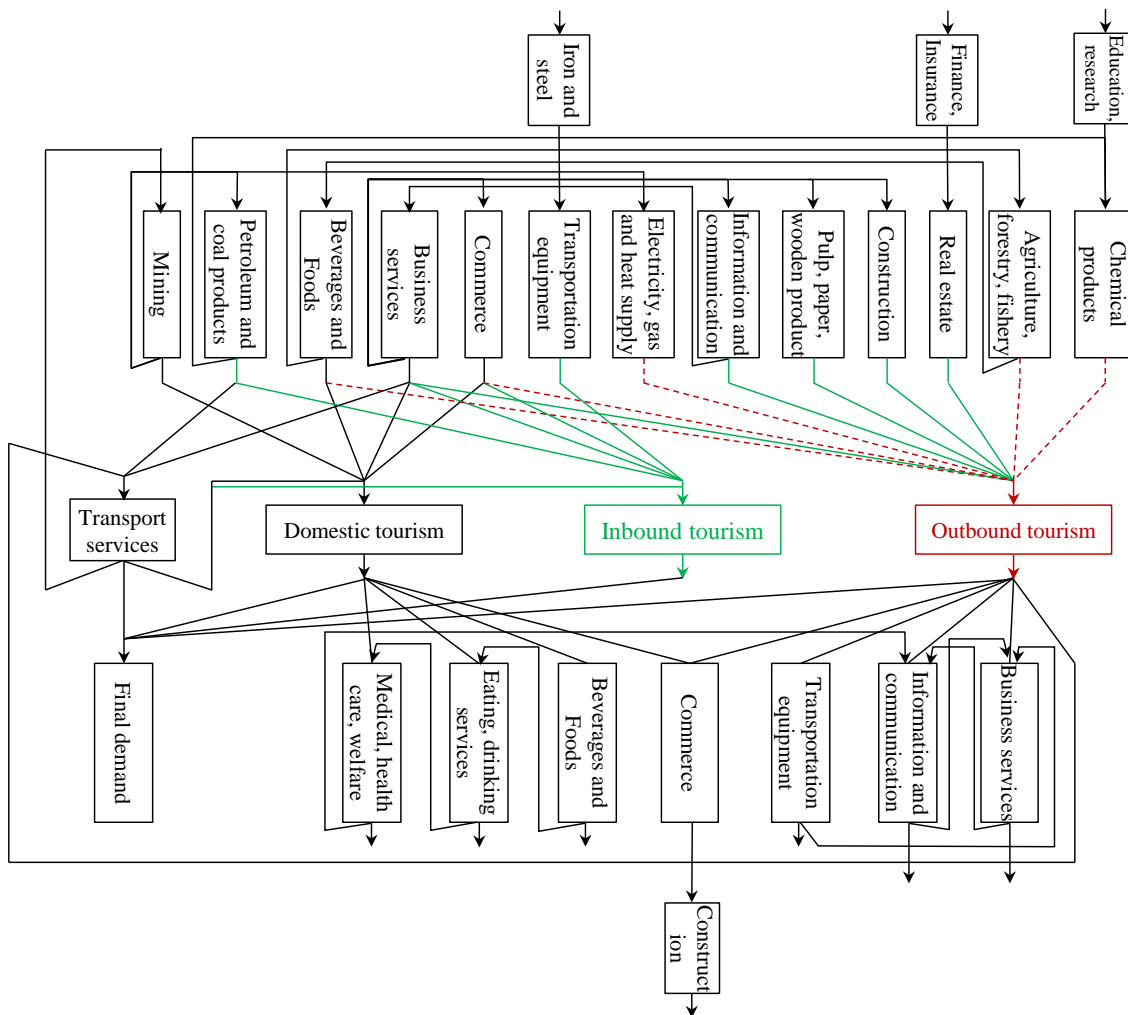 Iron and
steel
Finance,
Insurance
Education,
research
Mining
Petroleum and
coal products
Beverages and
Foods
Business
services
Commerce
Transportation
equipment
Electricity, gas
and heat supply
Information and
communication
Pulp, paper,
wooden product
Construction
Real estate
Agriculture,
forestry, fishery
Chemical
products
Transport
services
Domestic tourism
Inbound tourism
Outbound tourism
Final demand
Medical, health
care, welfare
Eating, drinking
services
Beverages and
Foods
Commerce
Transportation
equipment
Information and
communication
Business services
Construct
ion